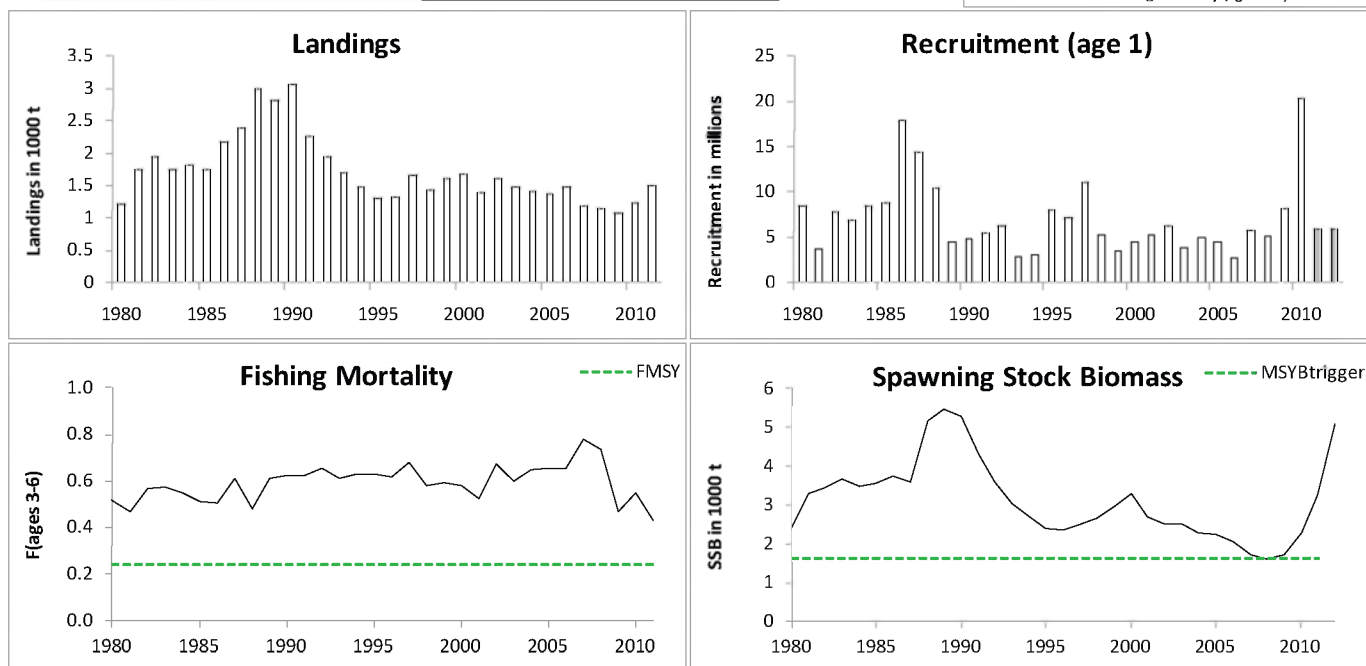 Landings
3.5
3
2.5
2
1.5
1
0.5
0
Landings in 1000 t
1980 1985 1990 1995 2000 2005 2010
Recruitment (age 1)
25
20
15
10
5
0
Recruitment in millions
1980 1985 1990 1995 2000 2005 2010
Fishing Mortality
FMSY
1.0
0.8
0.6
0.4
0.2
0.0
F(ages 3-6)
1980 1985 1990 1995 2000 2005 2010
Spawning Stock Biomass
MSYBtrigger
6
5
4
3
2
1
0
SSB in 1000 t
1980 1985 1990 1995 2000 2005 2010